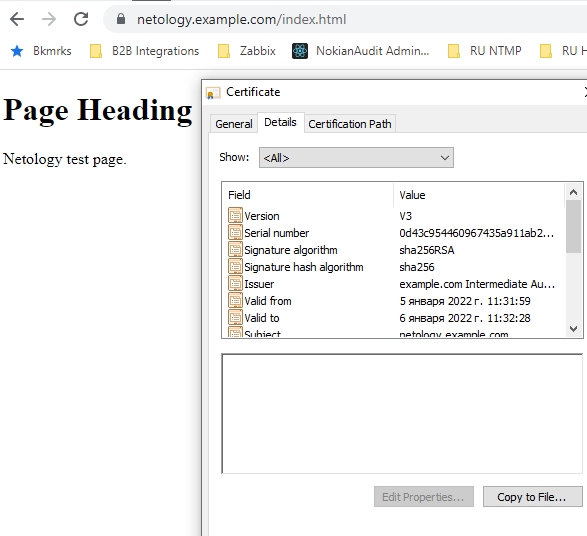 netology.example.com/index.html
Bkmrks B2B Integrations Zabbix NokianAudit Admin... RU NTMP RU H
Certificate
Page Heading
General Details Certification Path
Netology test page.
Show: <All>
Field Value
Version V3
Serial number 0d43c954460967435a911ab2...
Signature algorithm sha256RSA
Signature hash algorithm sha256
Issuer example.com Intermediate Au...
Valid from 5 января 2022 г. 11:31:59
Valid to 6 января 2022 г. 11:32:28
Subject netology.example.com
Edit Properties... Copy to File...